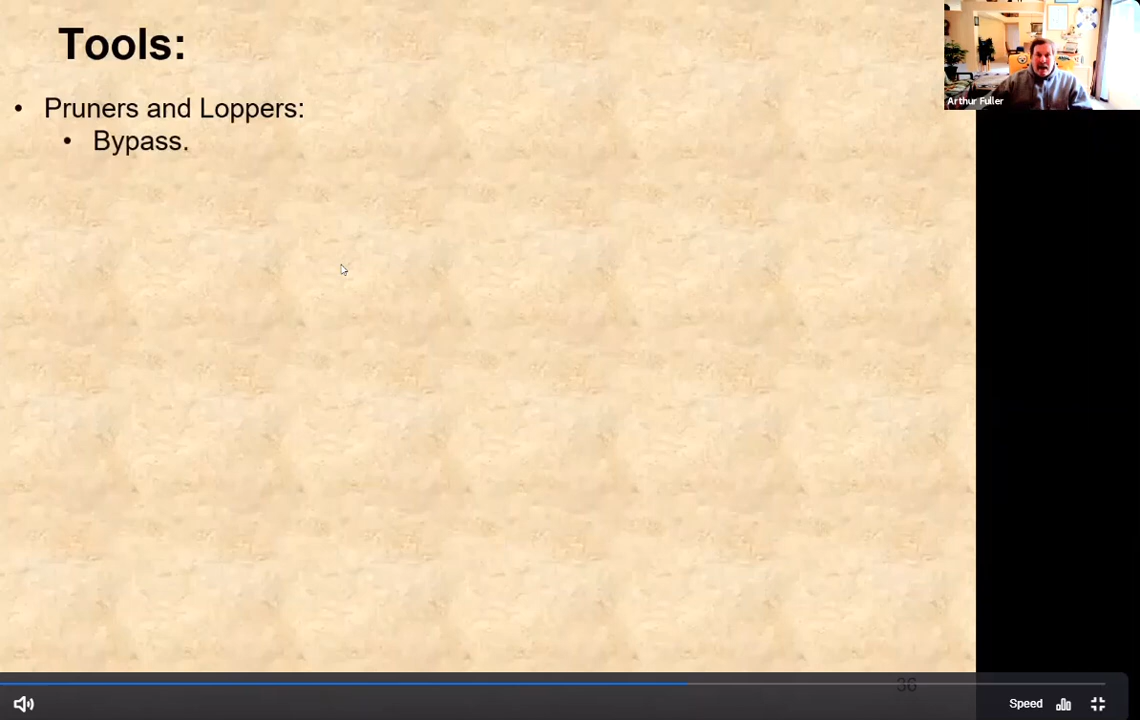 Tools:
• Pruners and Loppers:
• Bypass.
Arthur Fuller
36
Speed